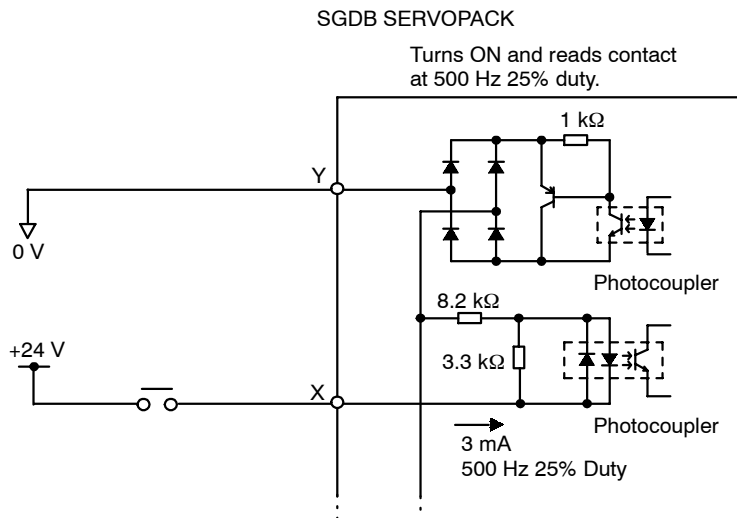 SGDB SERVOPACK
Turns ON and reads contact
at 500 Hz 25% duty.
1 kΩ
Y
0 V
Photocoupler
8.2 kΩ
+24 V
3.3 kΩ
X
Photocoupler
3 mA
500 Hz 25% Duty